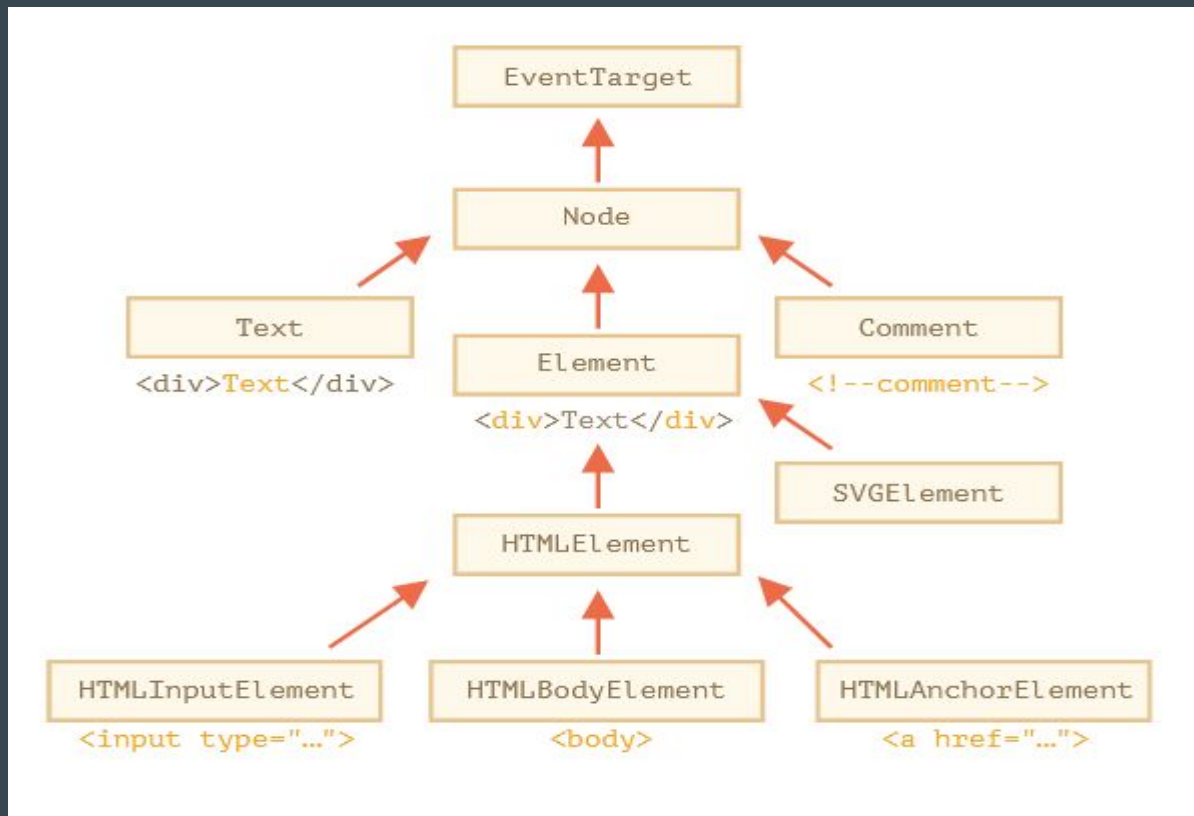 EventTarget
Node
Text
Comment
Element
<div>Text</div>
<!--comment-->
<div>Text</div>
SVGElement
HTMLElement
HTMLInputElement
HTMLBodyElement
HTMLAnchorElement
<input type="…">
<body>
<a href="…">